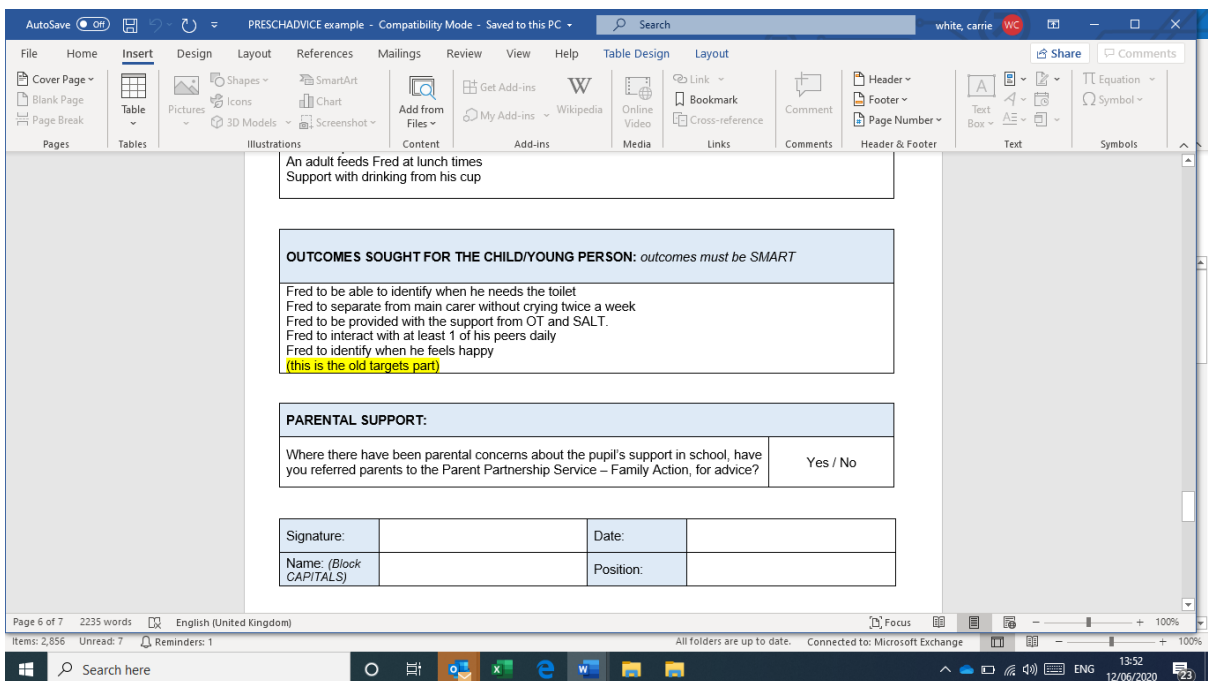 AutoSave Off PRESCHADVICE example - Compatibility Mode - Saved to this PC Search white, carrie WC
File Home Insert Design Layout References Mailings Review View Help Table Design Layout Share Comments
Cover Page
Blank Page
Page Break
Pages
Table
Tables
Pictures
Shapes
Icons
3D Models
SmartArt
Chart
Screenshot
Illustrations
Add from
Files
Content
Get Add-ins
My Add-ins
Wikipedia
Add-ins
Online
Video
Media
Link
Bookmark
Cross-reference
Links
Comment
Comments
Header
Footer
Page Number
Header & Footer
A
Text
Box
Text
Equation
Symbol
Symbols
An adult feeds Fred at lunch times
Support with drinking from his cup
OUTCOMES SOUGHT FOR THE CHILD/YOUNG PERSON: outcomes must be SMART
Fred to be able to identify when he needs the toilet
Fred to separate from main carer without crying twice a week
Fred to be provided with the support from OT and SALT.
Fred to interact with at least 1 of his peers daily
Fred to identify when he feels happy
(this is the old targets part)
PARENTAL SUPPORT:
Where there have been parental concerns about the pupil's support in school, have
you referred parents to the Parent Partnership Service – Family Action, for advice?
Yes / No
Signature: Date:
Name: (Block
CAPITALS)
Position:
Page 6 of 7 2235 words English (United Kingdom) Focus 100%
Items: 2,856 Unread: 7 Reminders: 1 All folders are up to date. Connected to: Microsoft Exchange 100%
Search here ENG 13:52
12/06/2020 23